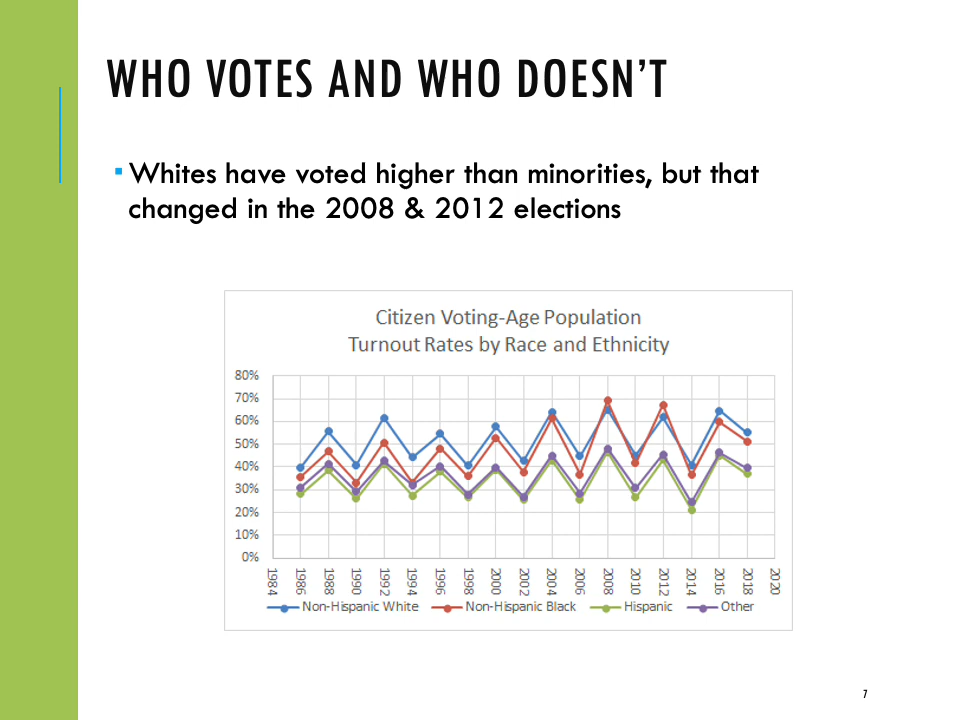 WHO VOTES AND WHO DOESN'T
▪ Whites have voted higher than minorities, but that
changed in the 2008 & 2012 elections
Citizen Voting-Age Population
Turnout Rates by Race and Ethnicity
80%
70%
60%
50%
40%
30%
20%
10%
0%
1984 1986 1988 1990 1992 1994 1996 1998 2000 2002 2004 2006 2008 2010 2012 2014 2016 2018 2020
Non-Hispanic White Non-Hispanic Black Hispanic Other
7